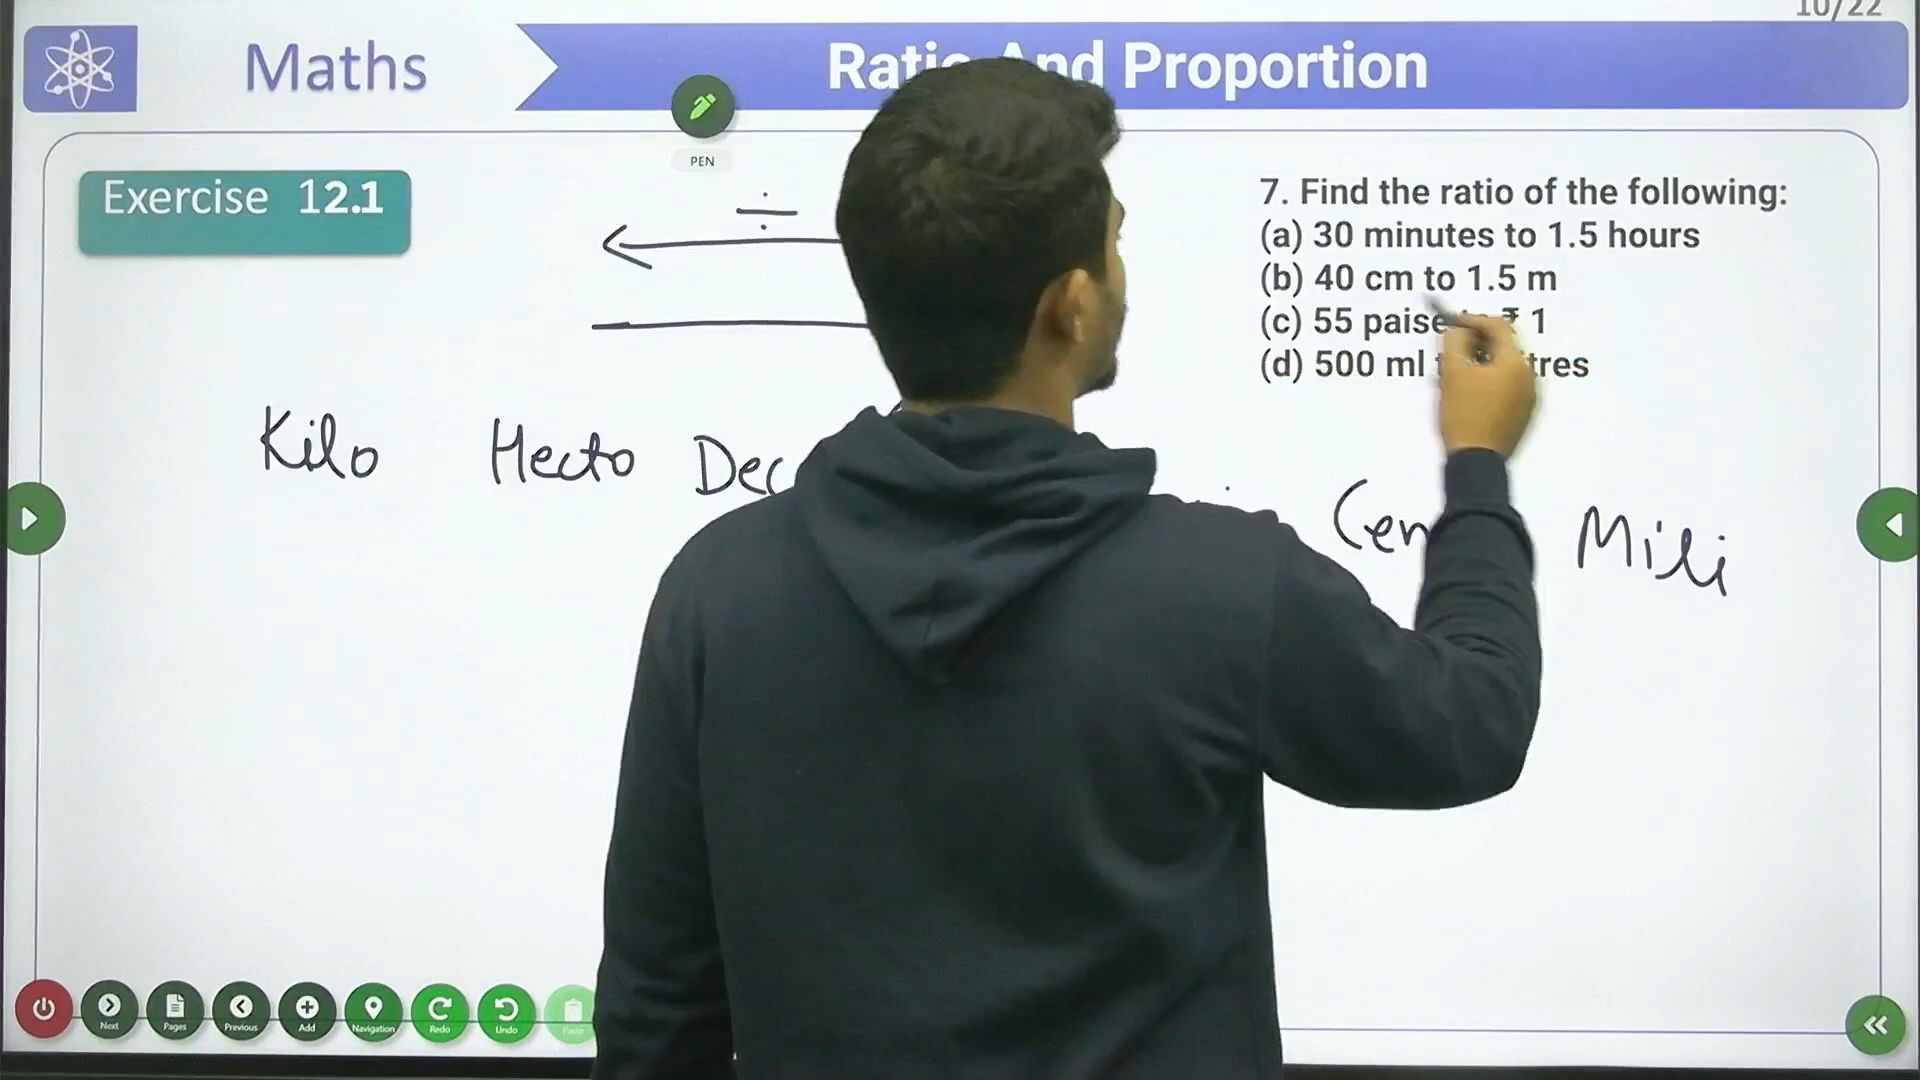 10/22
Maths
Ratio And Proportion
PEN
Exercise 12.1
÷
7. Find the ratio of the following:
(a) 30 minutes to 1.5 hours
(b) 40 cm to 1.5 m
(c) 55 paise ₹ 1
(d) 500 ml
Kilo Hecto Mili
Next Pages Previous Add Navigation Redo Undo Paste